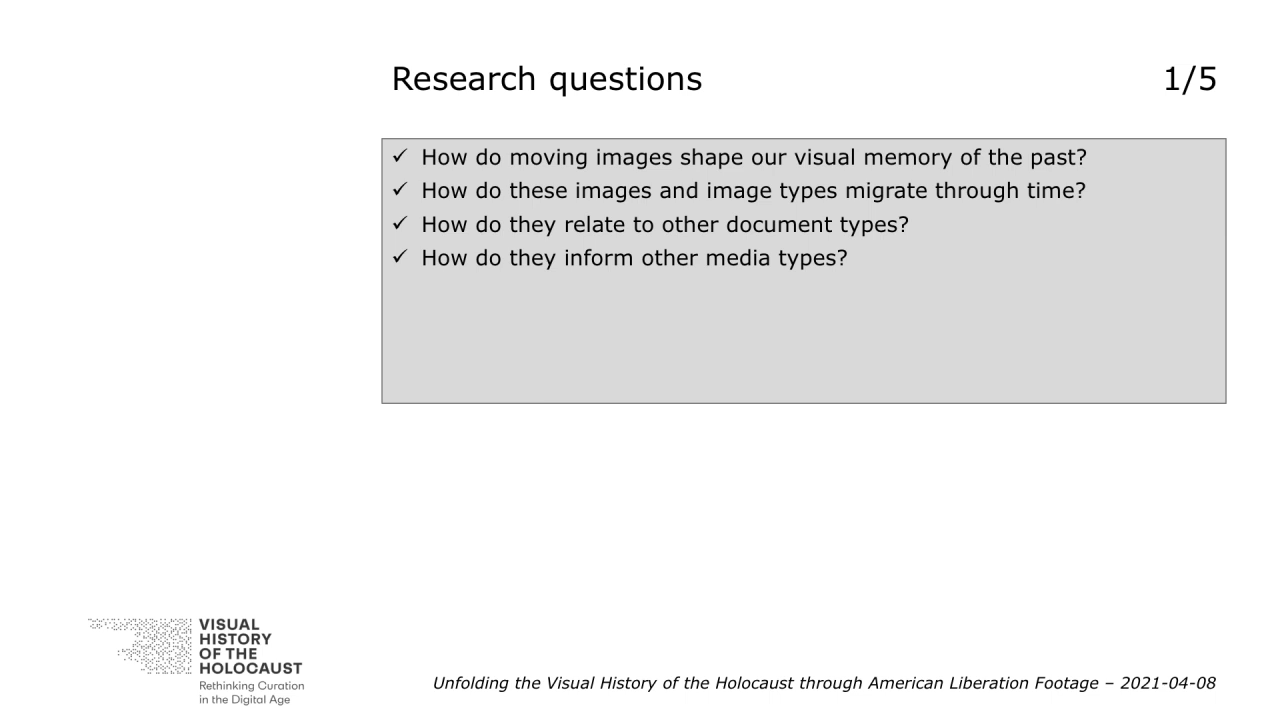 Research questions 1/5
✓ How do moving images shape our visual memory of the past?
✓ How do these images and image types migrate through time?
✓ How do they relate to other document types?
✓ How do they inform other media types?
VISUAL
HISTORY
OF THE
HOLOCAUST
Rethinking Curation
in the Digital Age
Unfolding the Visual History of the Holocaust through American Liberation Footage – 2021-04-08